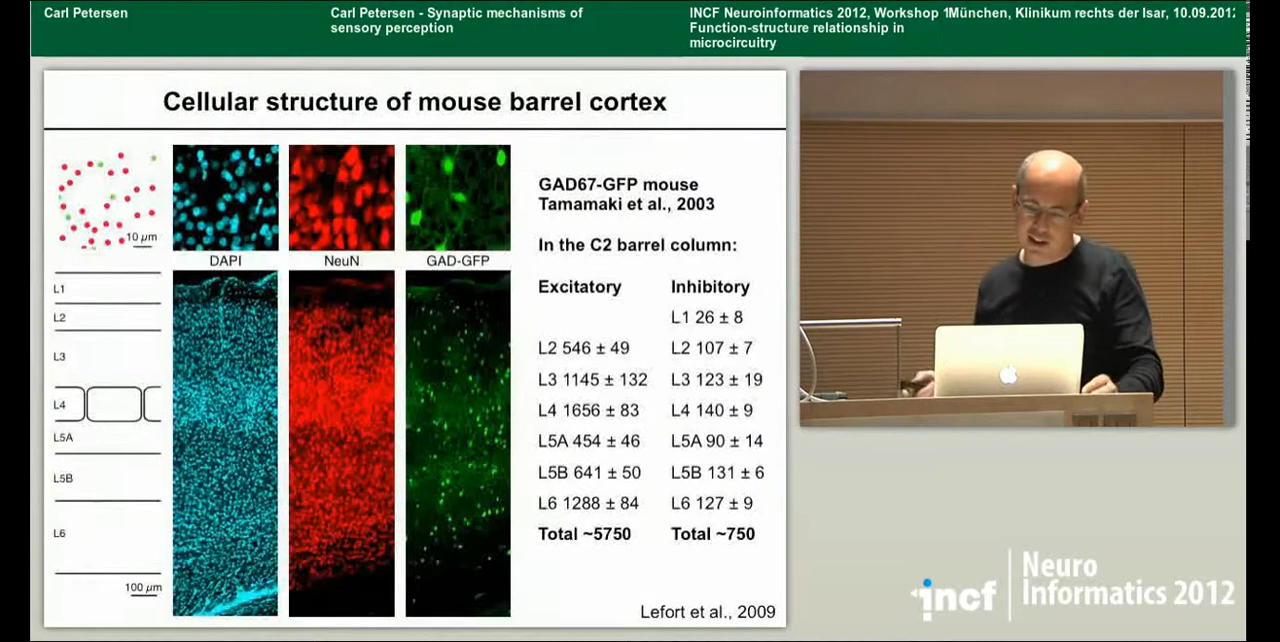 Carl Petersen
Carl Petersen - Synaptic mechanisms of
sensory perception
INCF Neuroinformatics 2012, Workshop 1München, Klinikum rechts der Isar, 10.09.2012
Function-structure relationship in
microcircuitry
Cellular structure of mouse barrel cortex
10 µm
DAPI
NeuN
GAD-GFP
L1
L2
L3
L4
L5A
L5B
L6
100 µm
GAD67-GFP mouse
Tamamaki et al., 2003
In the C2 barrel column:
Excitatory Inhibitory
L1 26 ± 8
L2 546 ± 49 L2 107 ± 7
L3 1145 ± 132 L3 123 ± 19
L4 1656 ± 83 L4 140 ± 9
L5A 454 ± 46 L5A 90 ± 14
L5B 641 ± 50 L5B 131 ± 6
L6 1288 ± 84 L6 127 ± 9
Total ~5750 Total ~750
Lefort et al., 2009
incf
Neuro
Informatics 2012